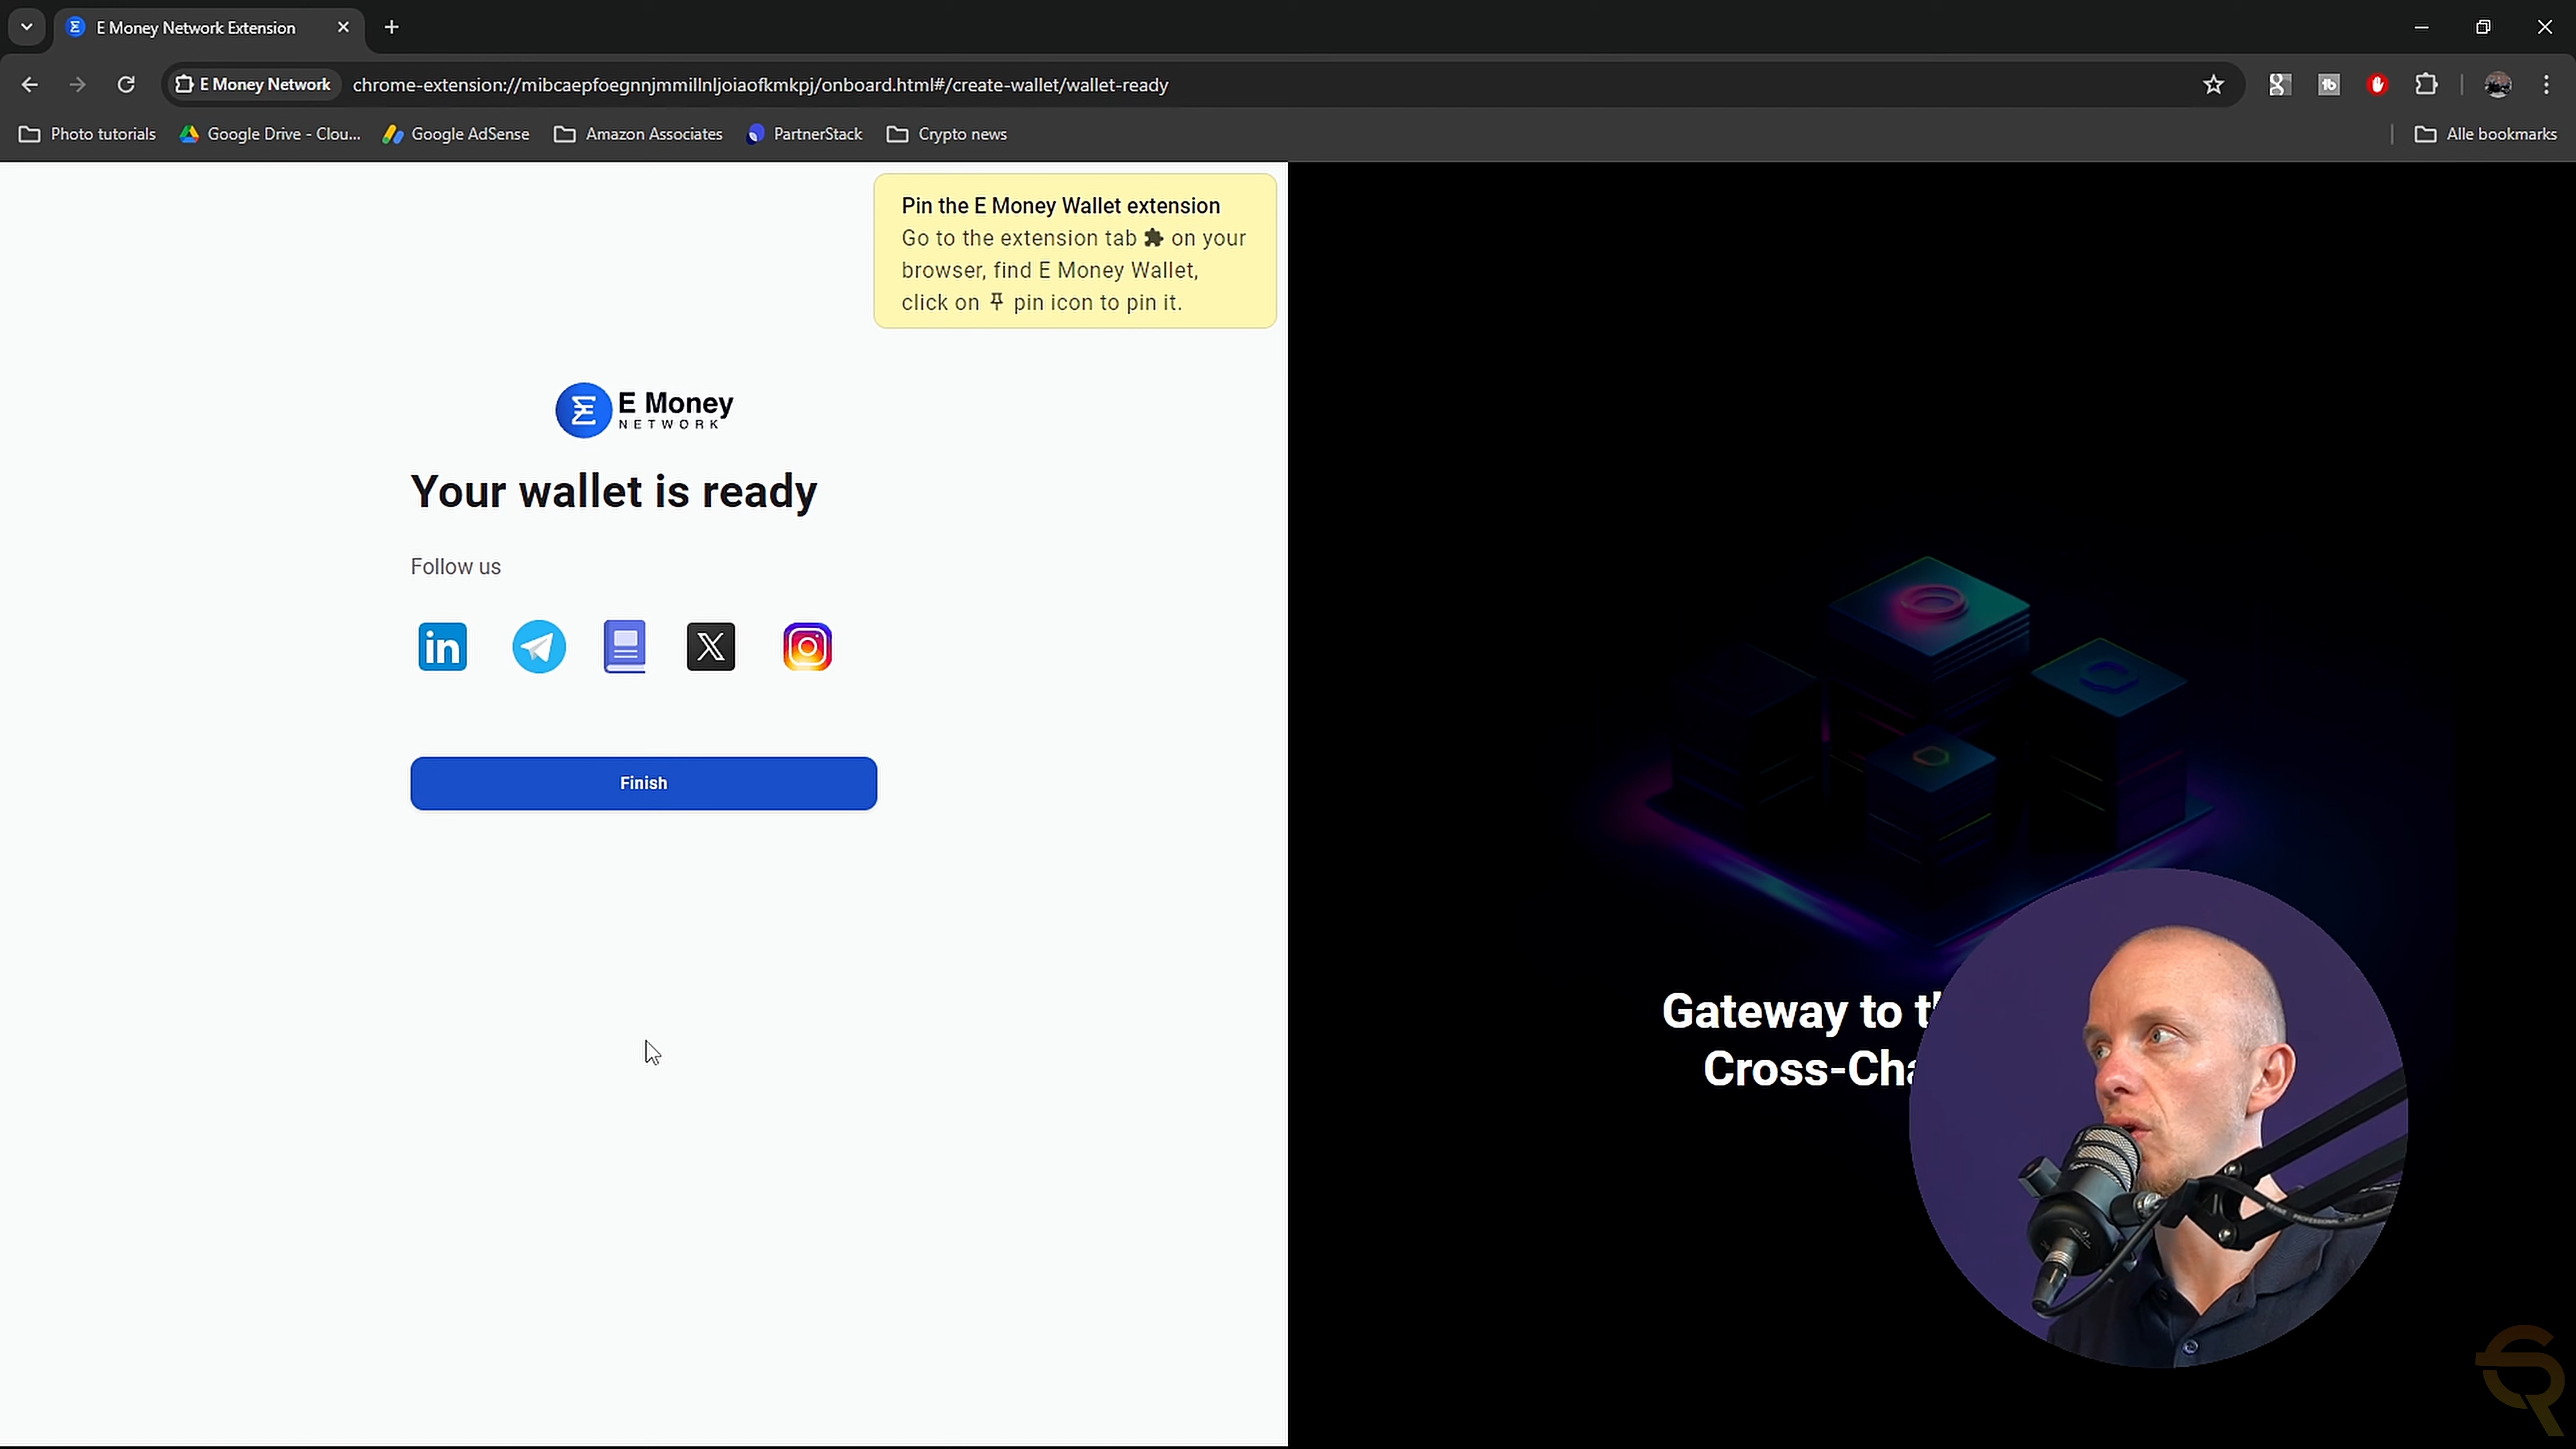 E Money Network Extension
E Money Network
chrome-extension://mibcaepfoegnnjmmillnljoiaofkmkpj/onboard.html#/create-wallet/wallet-ready
Photo tutorials
Google Drive - Clou...
Google AdSense
Amazon Associates
PartnerStack
Crypto news
Alle bookmarks
Pin the E Money Wallet extension
Go to the extension tab on your
browser, find E Money Wallet,
click on pin icon to pin it.
E Money
NETWORK
Your wallet is ready
Follow us
in
X
Finish
Gateway to t
Cross-Cha